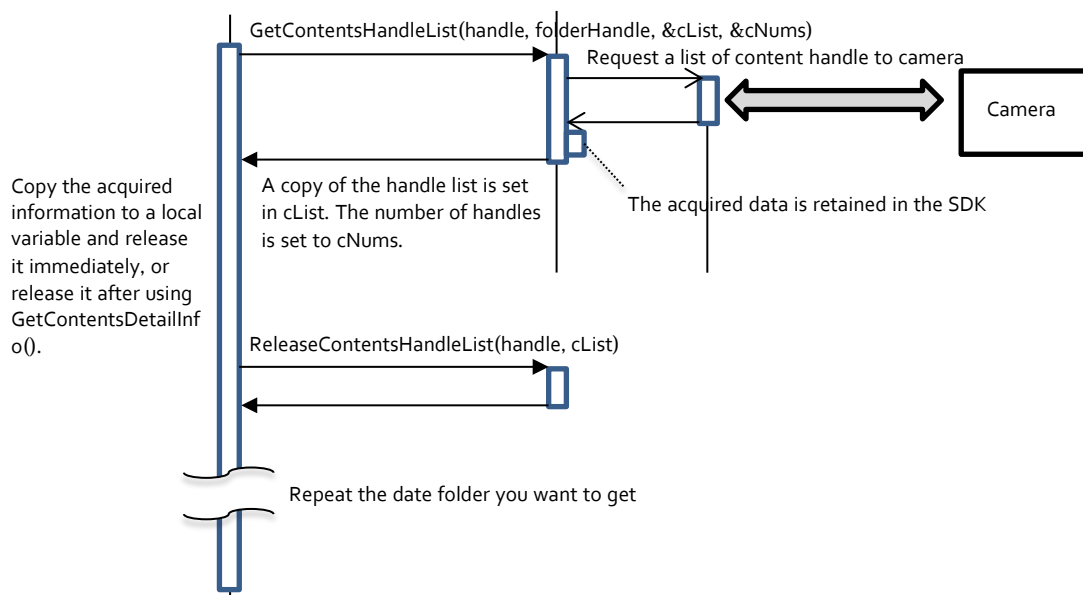 GetContentsHandleList(handle, folderHandle, &cList, &cNums)
Request a list of content handle to camera
Camera
Copy the acquired
information to a local
variable and release
it immediately, or
release it after using
GetContentsDetailInf
o().
A copy of the handle list is set
in cList. The number of handles
is set to cNums.
The acquired data is retained in the SDK
ReleaseContentsHandleList(handle, cList)
Repeat the date folder you want to get